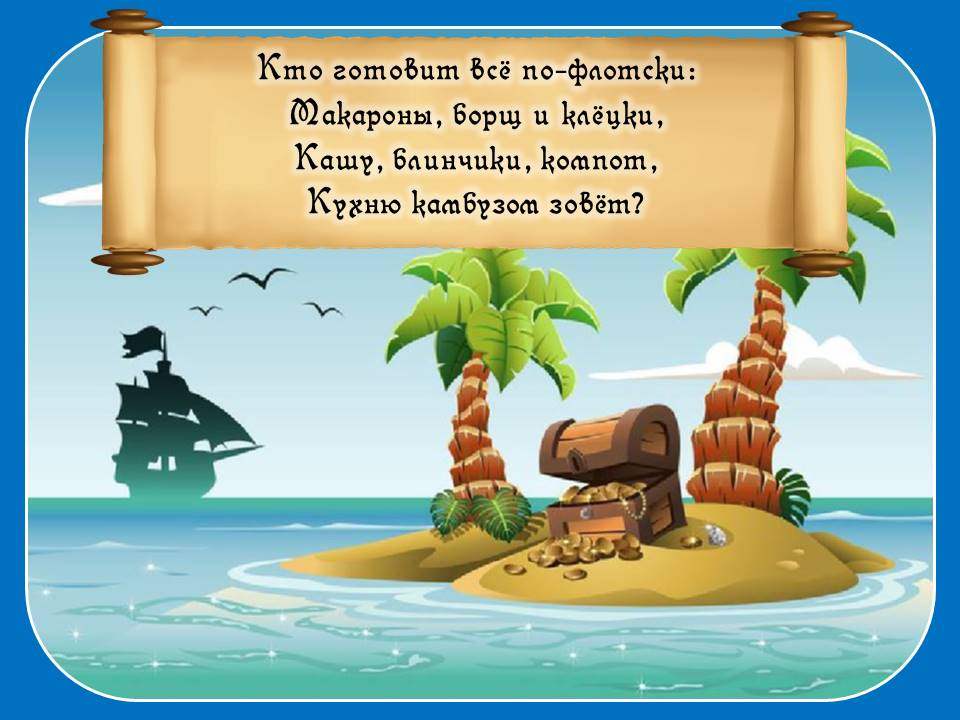 Кто готовит всё по-флотски:
Макароны, борщ и клёцки,
Кашу, блинчики, компот,
Кухню камбузом зовёт?